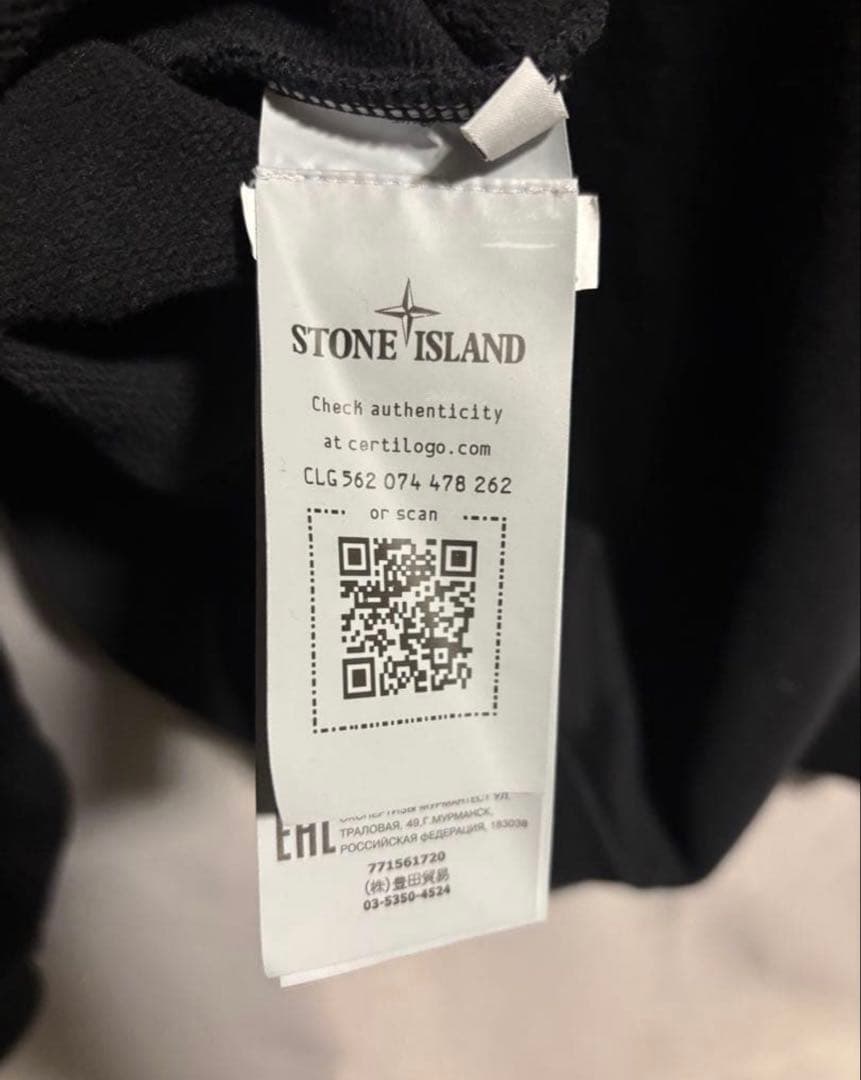 STONE ISLAND
Check authenticity
at certilogo.com
CLG 562 074 478 262
or scan
EAC
ТРАЛОВАЯ, 49, Г.МУРМАНСК,
РОССИЙСКАЯ ФЕДЕРАЦИЯ, 183038
771561720
(株)豊田貿易
03-5350-4524